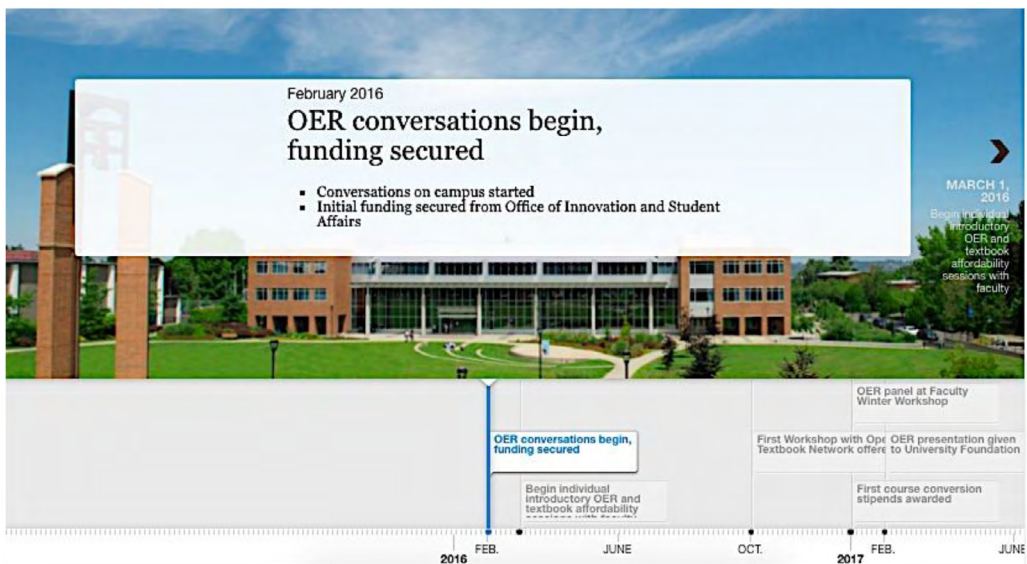 February 2016
OER conversations begin,
funding secured
▪ Conversations on campus started
▪ Initial funding secured from Office of Innovation and Student
Affairs
MARCH 1,
2016
Begin individual
introductory
OER and
textbook
affordability
sessions with
faculty
OER panel at Faculty
Winter Workshop
OER conversations begin,
funding secured
First Workshop with Ope
Textbook Network offere
OER presentation given
to University Foundation
Begin individual
introductory OER and
textbook affordability
sessions with faculty
First course conversion
stipends awarded
2016
FEB.
JUNE
OCT.
2017
FEB.
JUNE